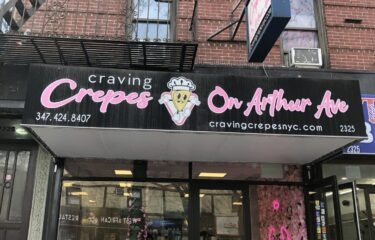 craving
Crepes On Arthur Ave
347.424.8407
cravingcrepesnyc.com 2325
2325